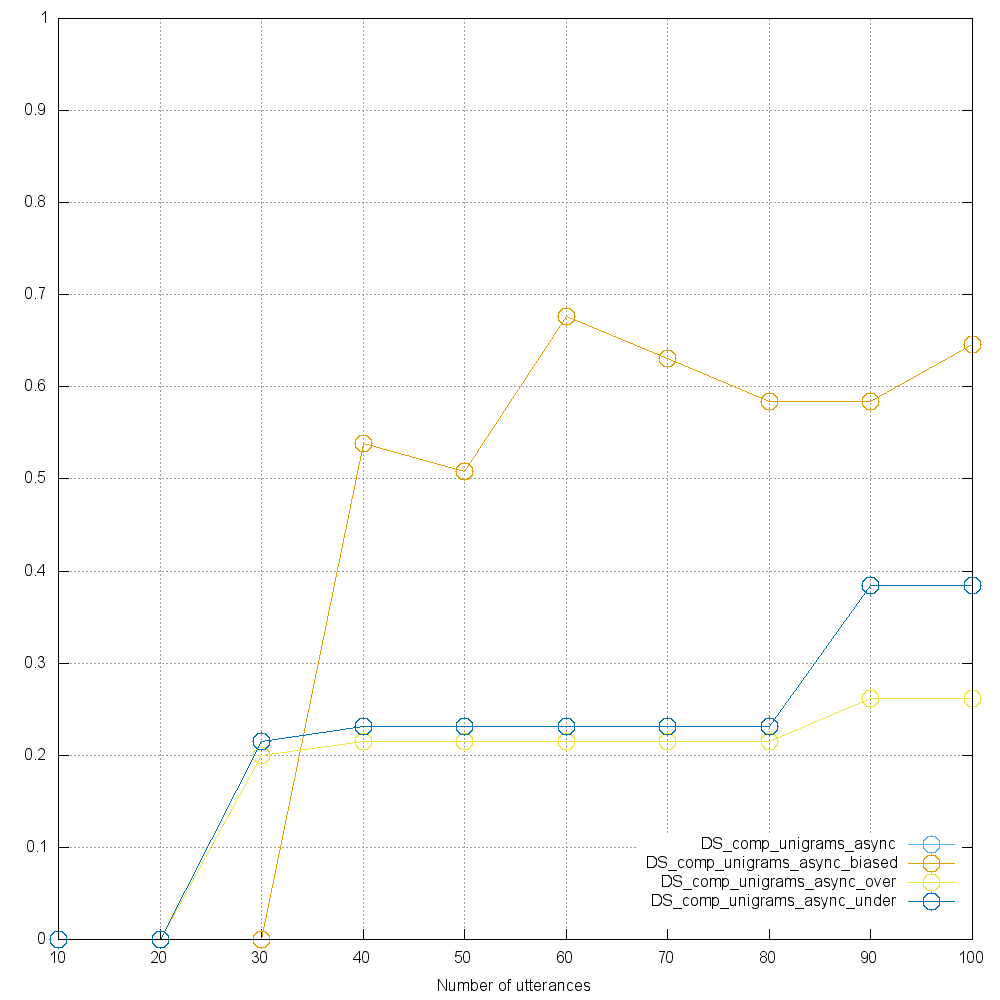 1
0.9
0.8
0.7
0.6
0.5
0.4
0.3
0.2
0.1
0
DS_comp_unigrams_async
DS_comp_unigrams_async_biased
DS_comp_unigrams_async_over
DS_comp_unigrams_async_under
10 20 30 40 50 60 70 80 90 100
Number of utterances